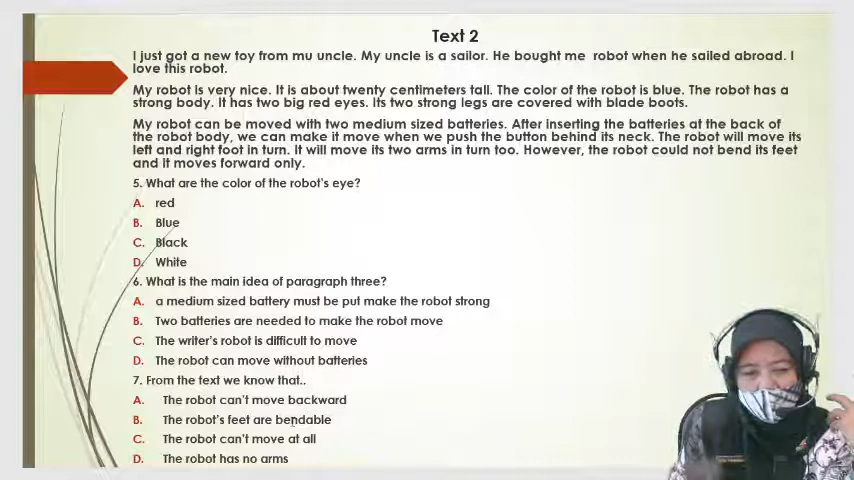 Text 2
I just got a new toy from mu uncle. My uncle is a sailor. He bought me robot when he sailed abroad. I
love this robot.
My robot is very nice. It is about twenty centimeters tall. The color of the robot is blue. The robot has a
strong body. It has two big red eyes. Its two strong legs are covered with blade boots.
My robot can be moved with two medium sized batteries. After inserting the batteries at the back of
the robot body, we can make it move when we push the button behind its neck. The robot will move its
left and right foot in turn. It will move its two arms in turn too. However, the robot could not bend its feet
and it moves forward only.
5. What are the color of the robot's eye?
A. red
B. Blue
C. Black
D. White
6. What is the main idea of paragraph three?
A. a medium sized battery must be put make the robot strong
B. Two batteries are needed to make the robot move
C. The writer's robot is difficult to move
D. The robot can move without batteries
7. From the text we know that..
A. The robot can't move backward
B. The robot's feet are bendable
C. The robot can't move at all
D. The robot has no arms